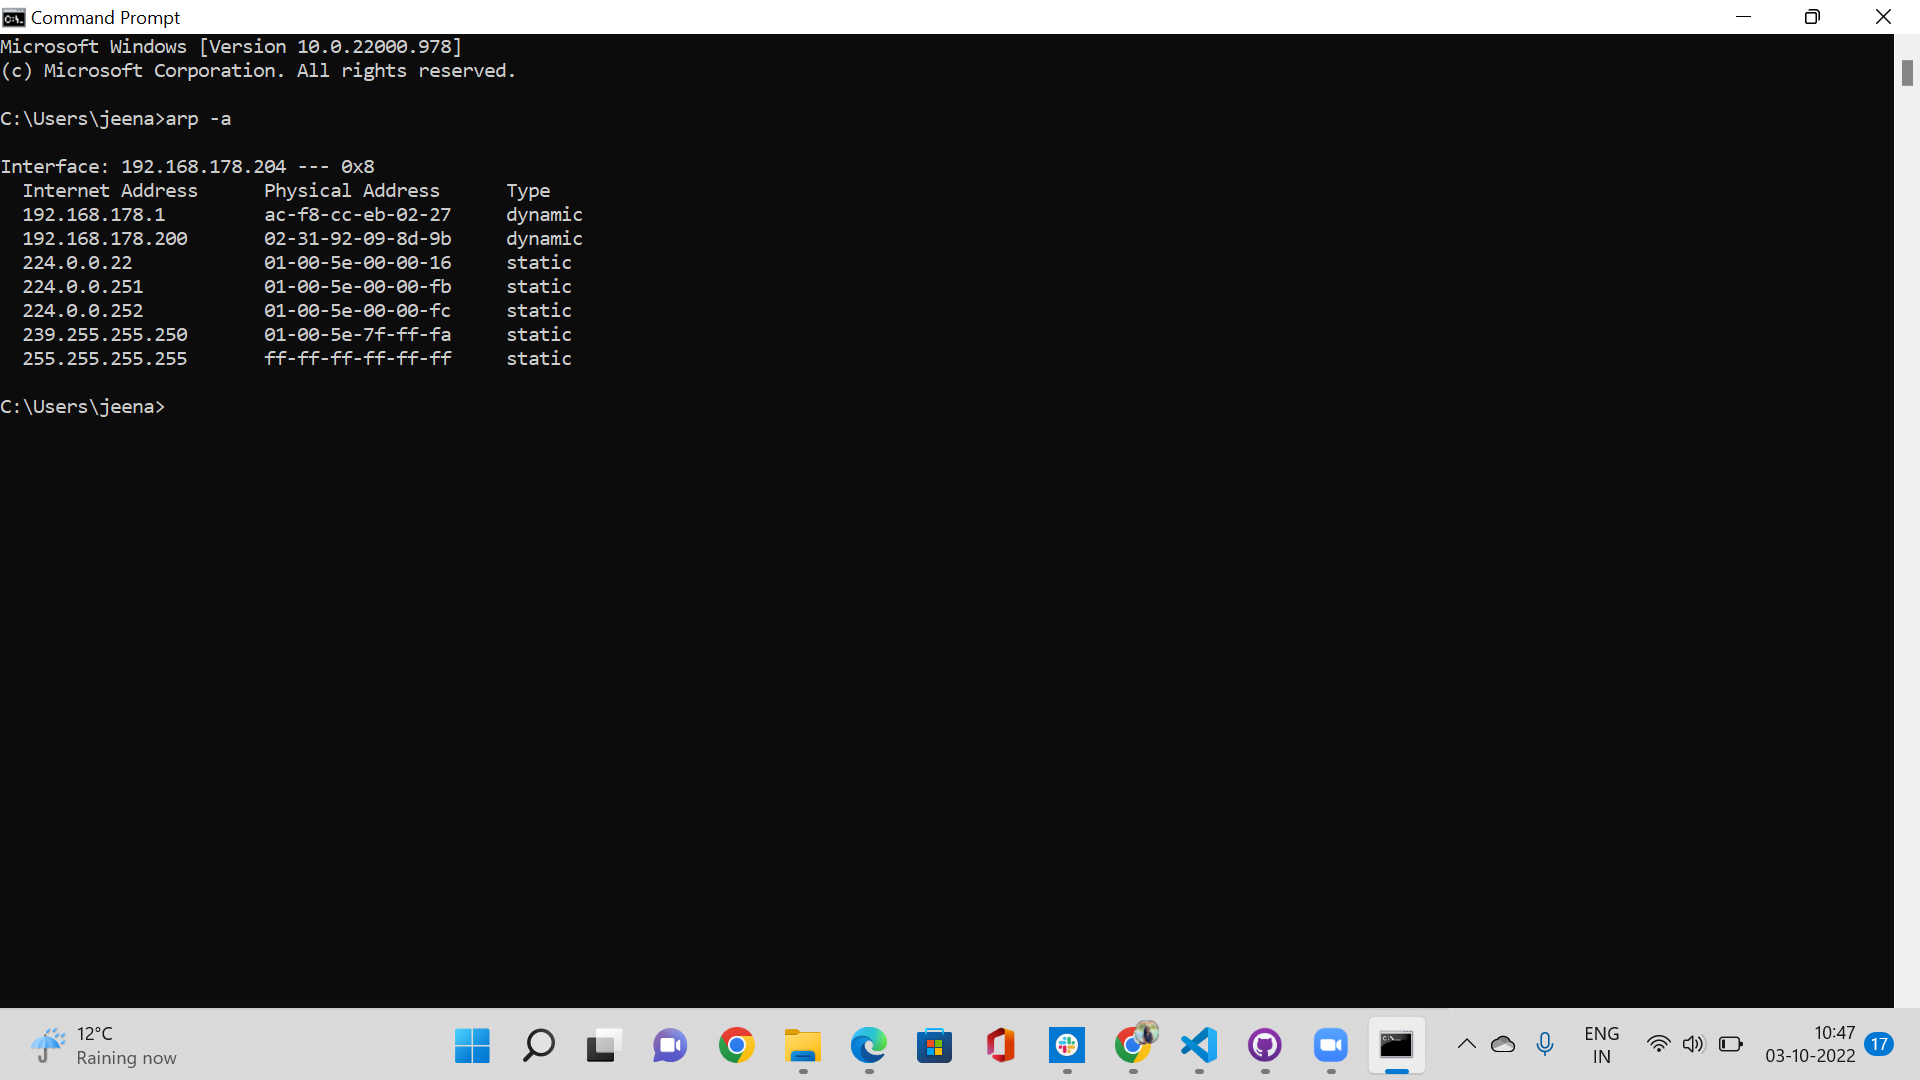 Command Prompt
Microsoft Windows [Version 10.0.22000.978]
(c) Microsoft Corporation. All rights reserved.
C:\Users\jeena>arp -a
Interface: 192.168.178.204 --- 0x8
  Internet Address      Physical Address      Type
  192.168.178.1         ac-f8-cc-eb-02-27     dynamic
  192.168.178.200       02-31-92-09-8d-9b     dynamic
  224.0.0.22            01-00-5e-00-00-16     static
  224.0.0.251           01-00-5e-00-00-fb     static
  224.0.0.252           01-00-5e-00-00-fc     static
  239.255.255.250       01-00-5e-7f-ff-fa     static
  255.255.255.255       ff-ff-ff-ff-ff-ff     static
C:\Users\jeena>
12°C
Raining now
ENG
IN
10:47
03-10-2022
17